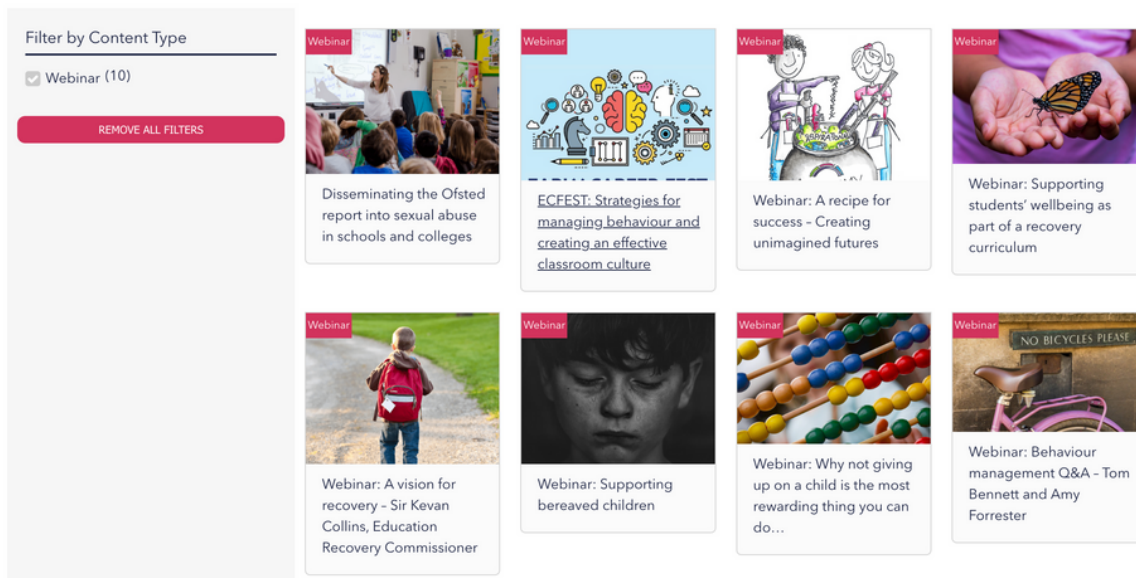 Filter by Content Type
Webinar (10)
REMOVE ALL FILTERS
Webinar
Disseminating the Ofsted
report into sexual abuse
in schools and colleges
Webinar
ECFEST: Strategies for
managing behaviour and
creating an effective
classroom culture
Webinar
Webinar: A recipe for
success – Creating
unimagined futures
Webinar
Webinar: Supporting
students’ wellbeing as
part of a recovery
curriculum
Webinar
Webinar: A vision for
recovery – Sir Kevan
Collins, Education
Recovery Commissioner
Webinar
Webinar: Supporting
bereaved children
Webinar
Webinar: Why not giving
up on a child is the most
rewarding thing you can
do…
Webinar
NO BICYCLES PLEASE
Webinar: Behaviour
management Q&A – Tom
Bennett and Amy
Forrester